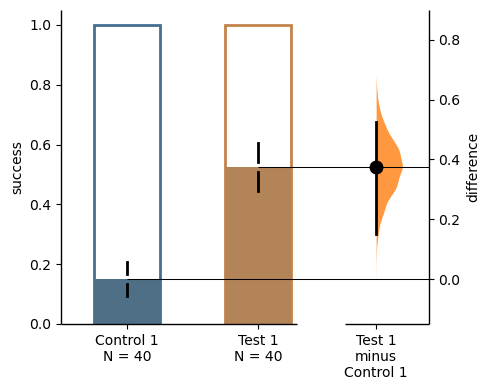 1.0
0.8
0.6
0.4
0.2
0.0
success
0.8
0.6
0.4
0.2
0.0
difference
Control 1
N = 40
Test 1
N = 40
Test 1
minus
Control 1